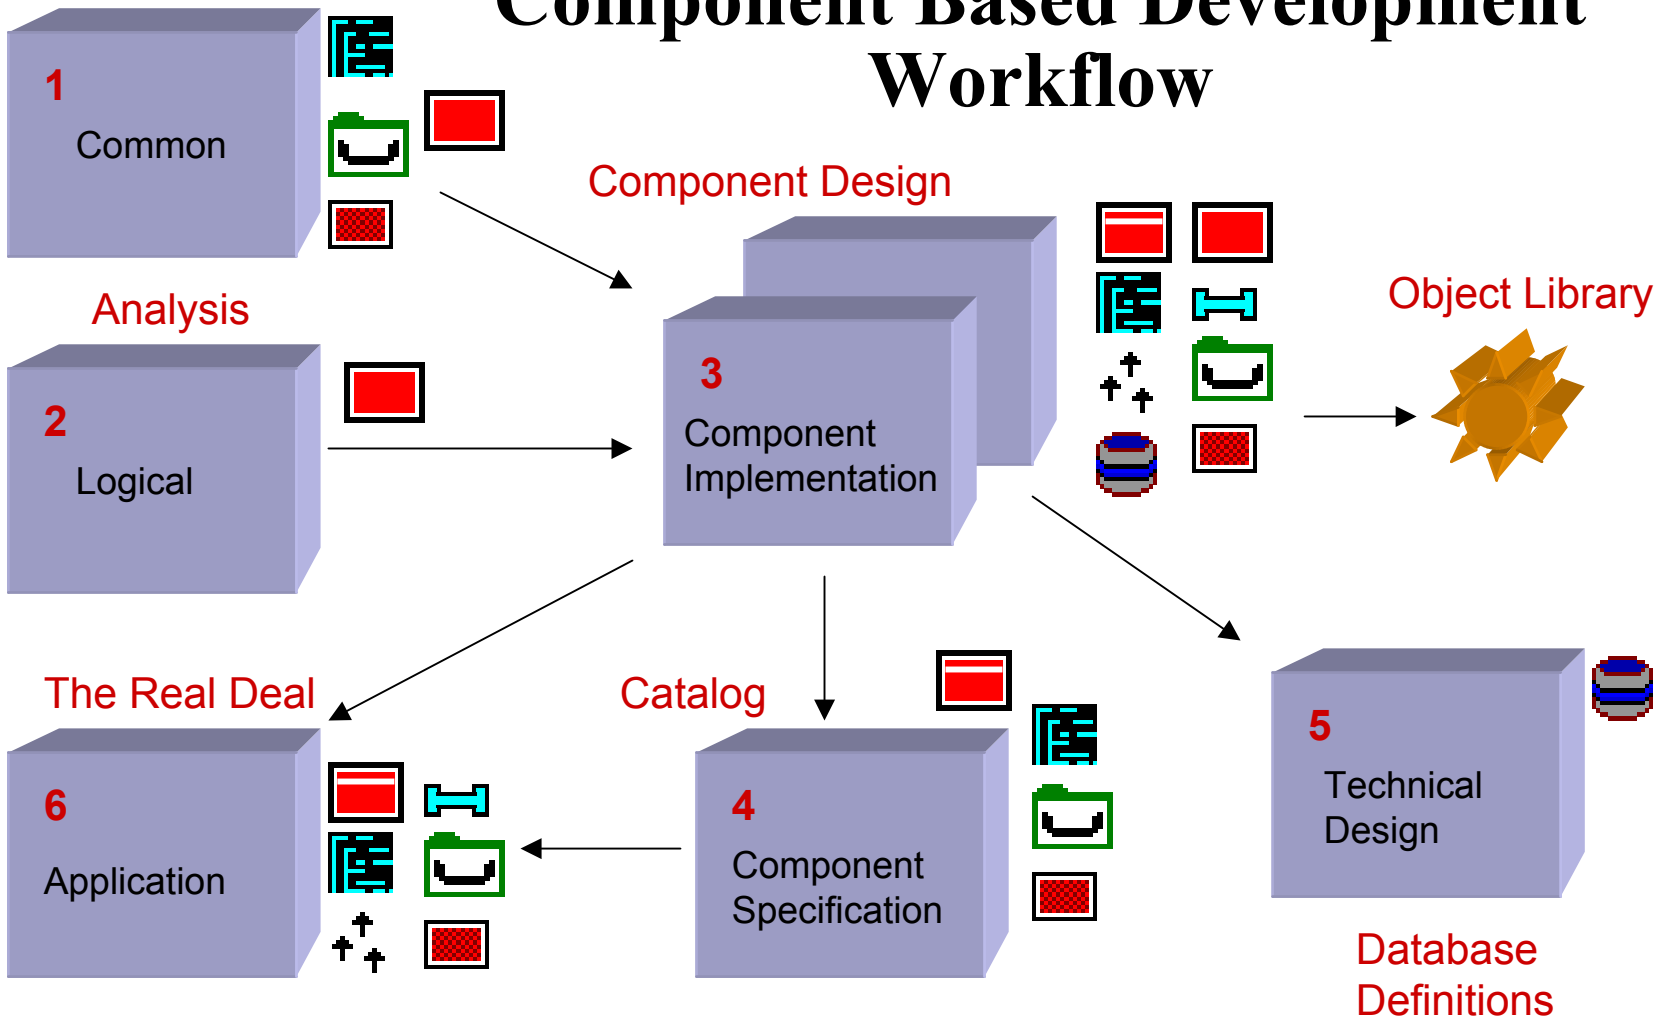 Component Based Development
Workflow
1
Common
Component Design
Analysis
Object Library
2
Logical
3
Component
Implementation
The Real Deal
Catalog
5
Technical
Design
6
Application
4
Component
Specification
Database
Definitions